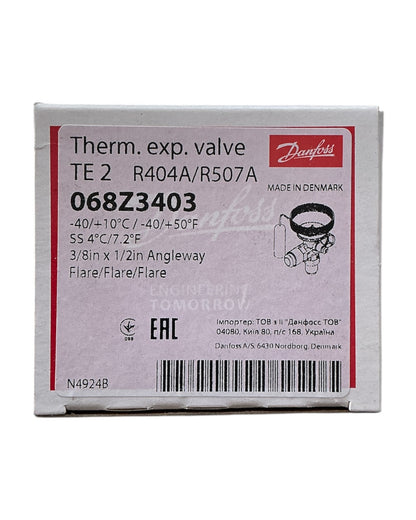 Therm. exp. valve
TE 2 R404A/R507A
068Z3403
-40/+10°C / -40/+50°F
SS 4°C/7.2°F
3/8in x 1/2in Angleway
Flare/Flare/Flare
Danfoss
MADE IN DENMARK
Danfoss
ENGINEERING
TOMORROW
098
EAC
Імпортер: ТОВ з ІІ "Данфосс ТОВ"
04080, Київ 80, п/с 168, Україна
Danfoss A/S, 6430 Nordborg, Denmark
N4924B